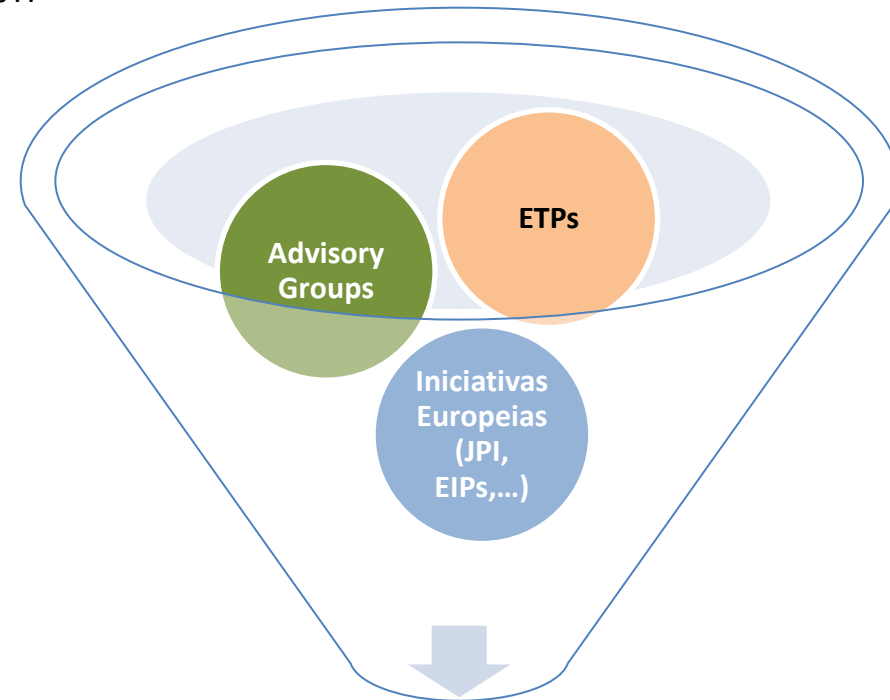 ETPs
Advisory
Groups
Iniciativas
Europeias
(JPI,
EIPs,...)